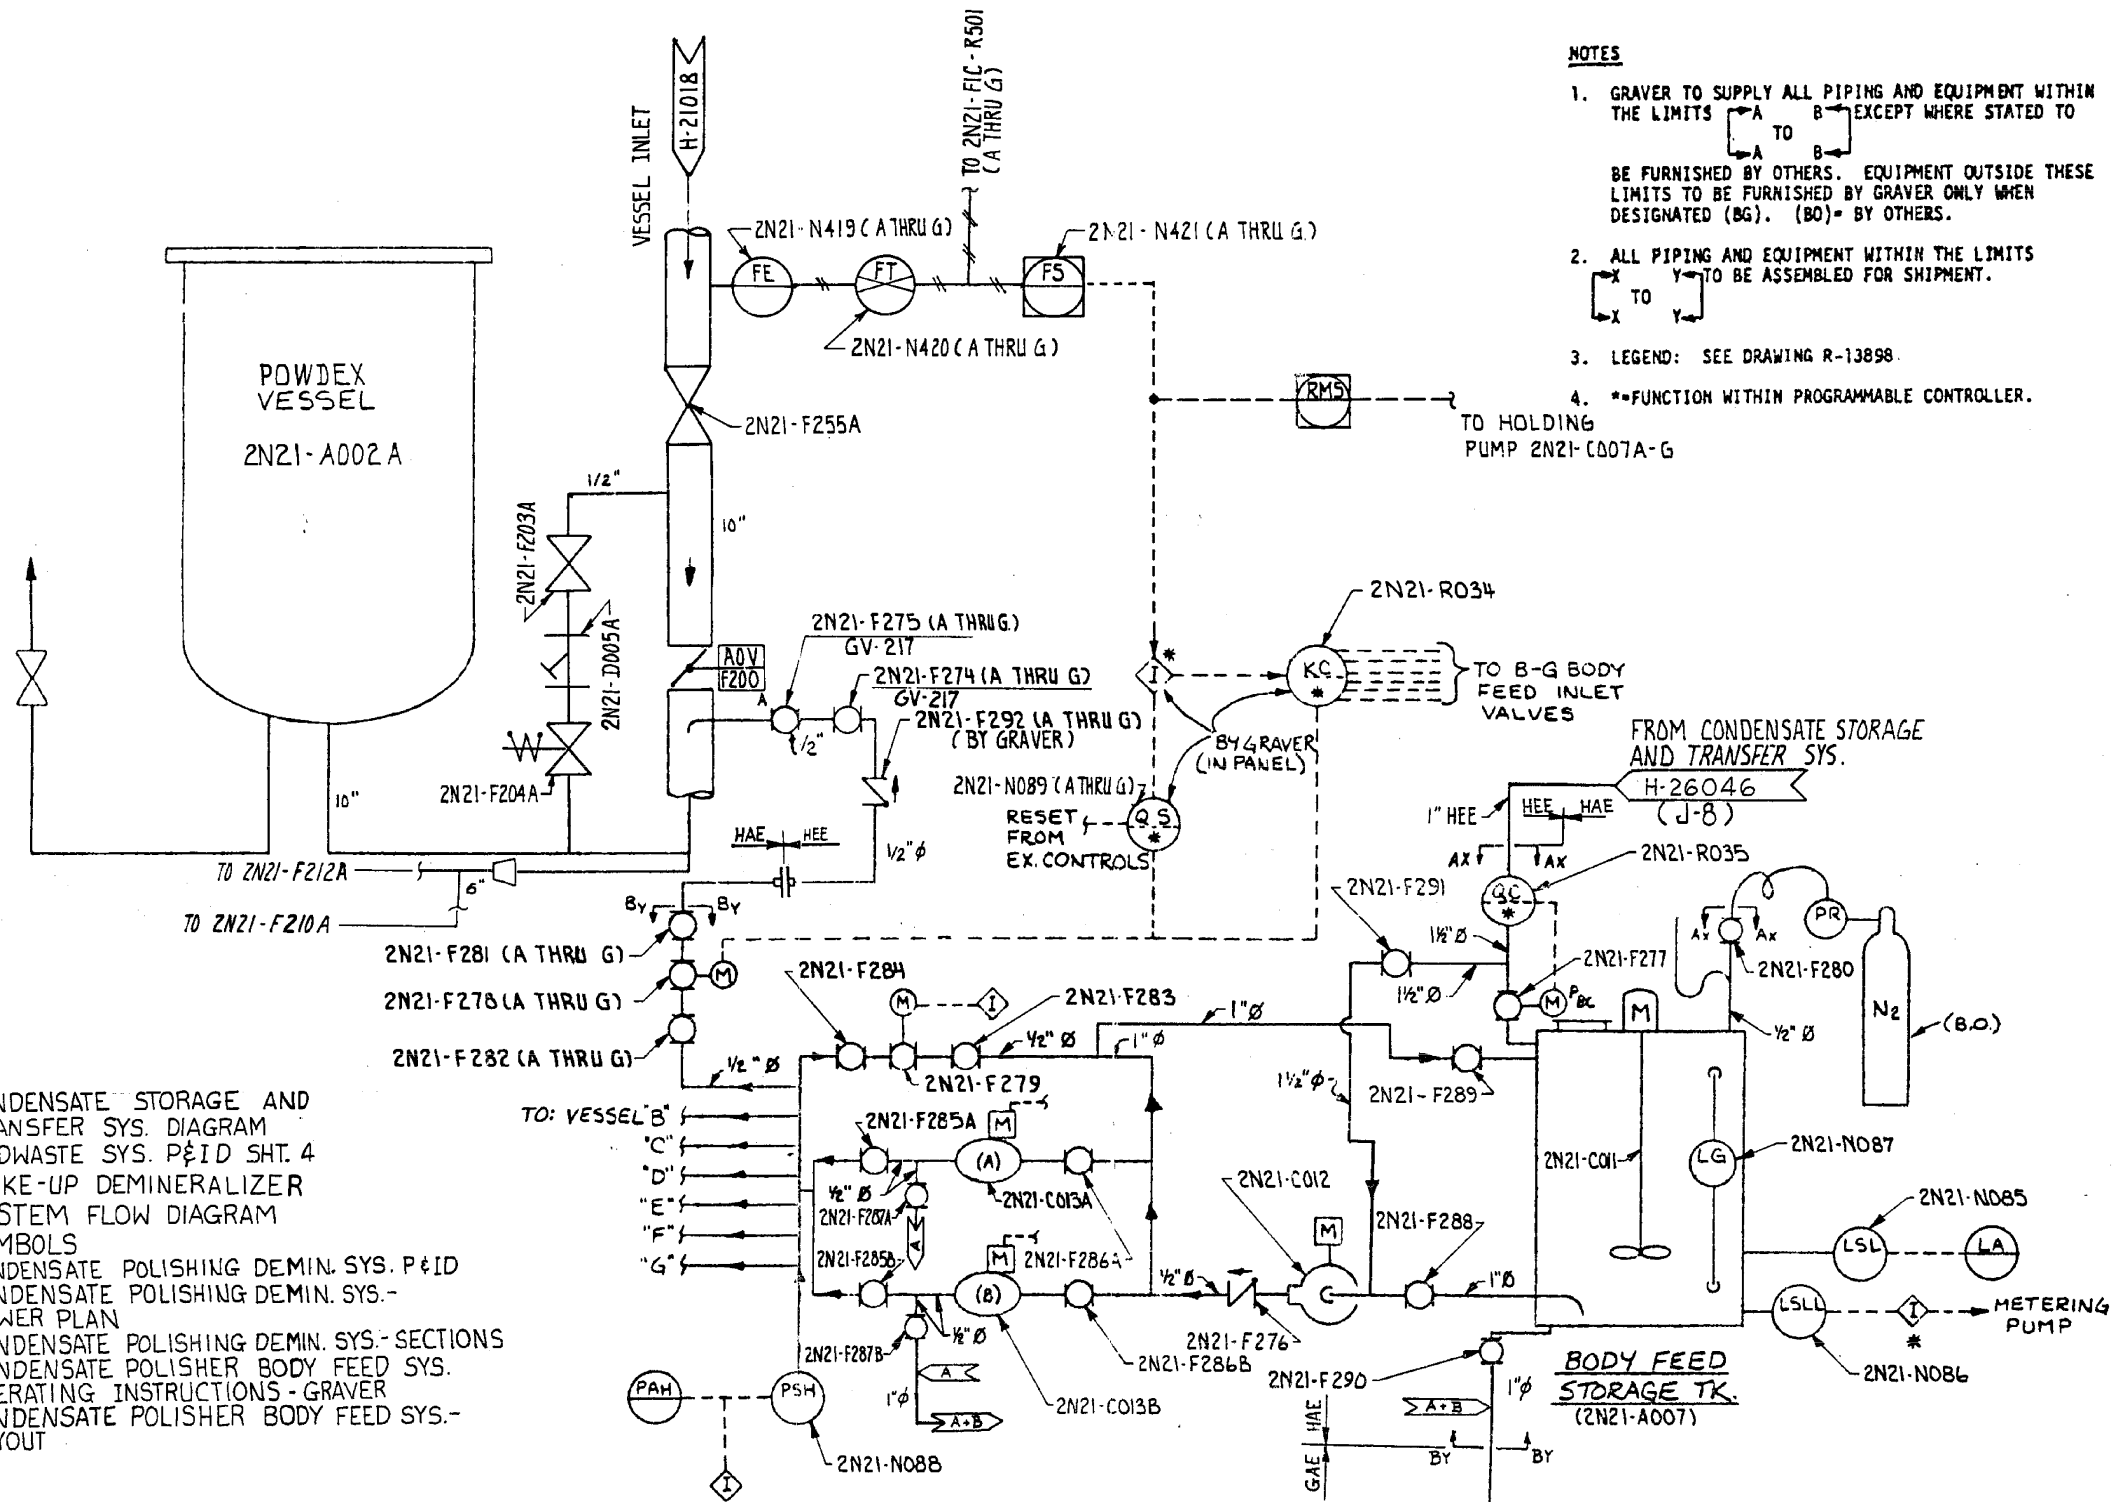 NOTES
1. GRAVER TO SUPPLY ALL PIPING AND EQUIPMENT WITHIN
THE LIMITS A B EXCEPT WHERE STATED TO
TO
A B
BE FURNISHED BY OTHERS. EQUIPMENT OUTSIDE THESE
LIMITS TO BE FURNISHED BY GRAVER ONLY WHEN
DESIGNATED (BG). (BO)= BY OTHERS.
2. ALL PIPING AND EQUIPMENT WITHIN THE LIMITS
X Y TO BE ASSEMBLED FOR SHIPMENT.
TO
X Y
3. LEGEND: SEE DRAWING R-13898.
4. *=FUNCTION WITHIN PROGRAMMABLE CONTROLLER.
VESSEL INLET
H-21018
TO 2N21-FIC-R501
(A THRU G)
2N21-N419 (A THRU G)
2N21-N421 (A THRU G)
FE
FT
FS
2N21-N420 (A THRU G)
POWDEX
VESSEL
2N21-A002A
2N21-F255A
RMS
TO HOLDING
PUMP 2N21-C007A-G
1/2"
10"
2N21-F203A
2N21-D005A
2N21-F204A
10"
AOV
F200
A
2N21-F275 (A THRU G)
GV-217
2N21-F274 (A THRU G)
GV-217
2N21-F292 (A THRU G)
(BY GRAVER)
1/2"
1/2"ø
HAE
HEE
2N21-R034
I
*
KC
*
TO B-G BODY
FEED INLET
VALVES
BY GRAVER
(IN PANEL)
2N21-N089 (A THRU G)
RESET
FROM
EX. CONTROLS
QS
*
FROM CONDENSATE STORAGE
AND TRANSFER SYS.
H-26046
(J-8)
1" HEE
HEE
HAE
AX
AX
2N21-R035
QC
*
TO 2N21-F212A
6"
TO 2N21-F210A
BY
BY
2N21-F281 (A THRU G)
2N21-F278 (A THRU G)
M
2N21-F282 (A THRU G)
1/2"ø
2N21-F284
M
I
2N21-F283
2N21-F279
1/2"ø
1"ø
1"ø
2N21-F291
1½"ø
1½"ø
1½"ø
2N21-F277
M
2N21-F289
AX
AX
2N21-F280
PR
N2
(B.O.)
M
1/2"ø
TO: VESSEL "B"
"C"
"D"
"E"
"F"
"G"
2N21-F285A
M
(A)
2N21-C013A
½"ø
2N21-F287A
A
2N21-F285B
M
(B)
2N21-F286A
½"ø
2N21-F287B
2N21-F286B
2N21-C013B
A
1"ø
A+B
½"ø
2N21-F276
2N21-C012
M
2N21-F288
1"ø
2N21-C011
LG
2N21-N087
2N21-N085
LSL
LA
LSLL
I
*
METERING
PUMP
2N21-N086
BODY FEED
STORAGE TK.
(2N21-A007)
2N21-F290
1"ø
A+B
HAE
GAE
BY
BY
PAH
PSH
I
2N21-N088
NDENSATE STORAGE AND
ANSFER SYS. DIAGRAM
DWASTE SYS. P&ID SHT. 4
KE-UP DEMINERALIZER
STEM FLOW DIAGRAM
MBOLS
NDENSATE POLISHING DEMIN. SYS. P&ID
NDENSATE POLISHING DEMIN. SYS.-
WER PLAN
NDENSATE POLISHING DEMIN. SYS.-SECTIONS
NDENSATE POLISHER BODY FEED SYS.
ERATING INSTRUCTIONS - GRAVER
NDENSATE POLISHER BODY FEED SYS.-
YOUT